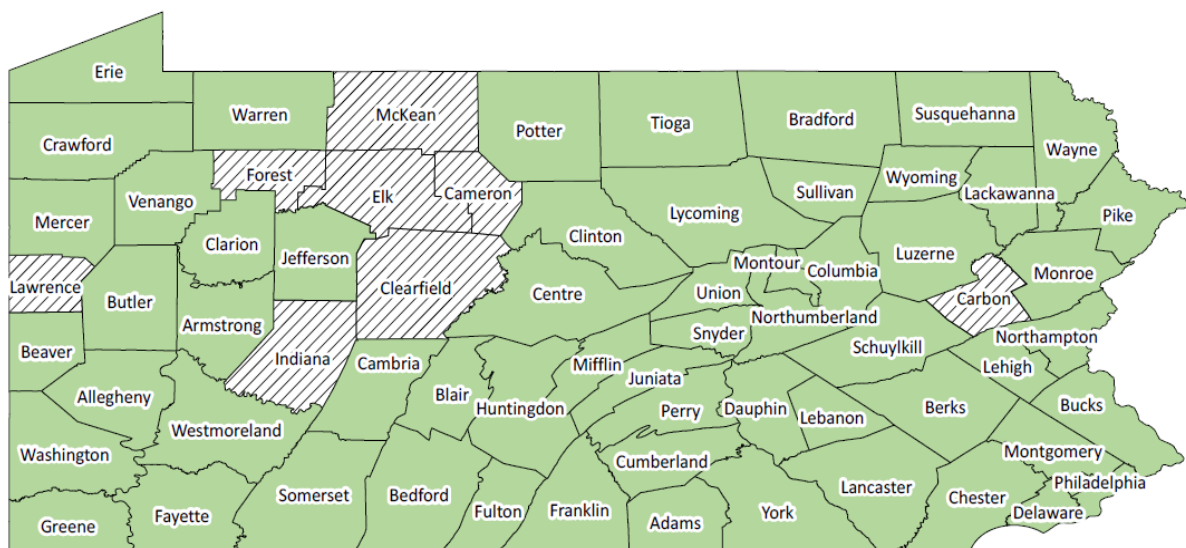 Erie
Warren
McKean
Potter
Tioga
Bradford
Susquehanna
Crawford
Wayne
Forest
Elk
Cameron
Venango
Sullivan
Wyoming
Lackawanna
Mercer
Lycoming
Pike
Clarion
Jefferson
Clinton
Montour
Columbia
Luzerne
Monroe
Lawrence
Butler
Clearfield
Centre
Union
Carbon
Armstrong
Northumberland
Snyder
Northampton
Beaver
Indiana
Cambria
Mifflin
Schuylkill
Lehigh
Juniata
Allegheny
Blair
Huntingdon
Perry
Dauphin
Lebanon
Berks
Bucks
Westmoreland
Washington
Cumberland
Montgomery
Philadelphia
Somerset
Bedford
Lancaster
Chester
Fulton
Franklin
York
Delaware
Greene
Fayette
Adams